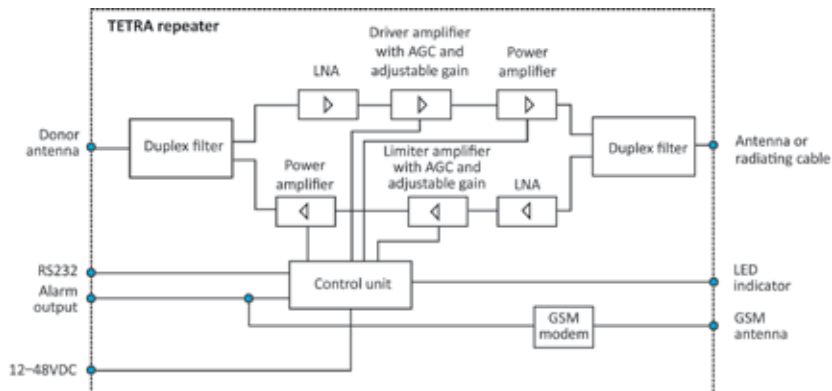 TETRA repeater
Driver amplifier
with AGC and
adjustable gain
Power
amplifier
LNA
Donor
antenna
Duplex filter
Duplex filter
Antenna or
radiating cable
Power
amplifier
Limiter amplifier
with AGC and
adjustable gain
LNA
RS232
Alarm
output
Control unit
LED
indicator
GSM
modem
GSM
antenna
12–48VDC